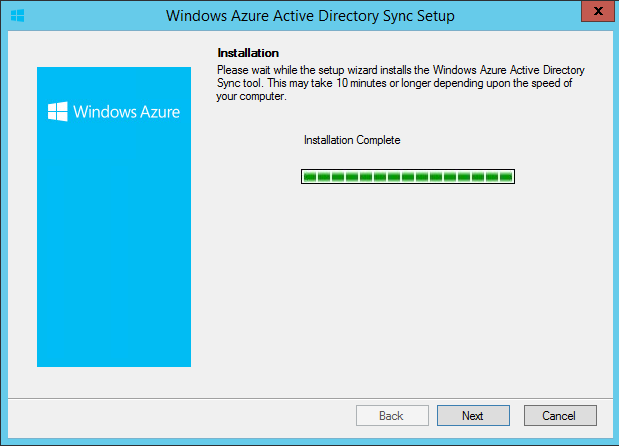 Windows Azure Active Directory Sync Setup
x
Installation
Please wait while the setup wizard installs the Windows Azure Active Directory
Sync tool. This may take 10 minutes or longer depending upon the speed of
your computer.
Windows Azure
Installation Complete
Back
Next
Cancel